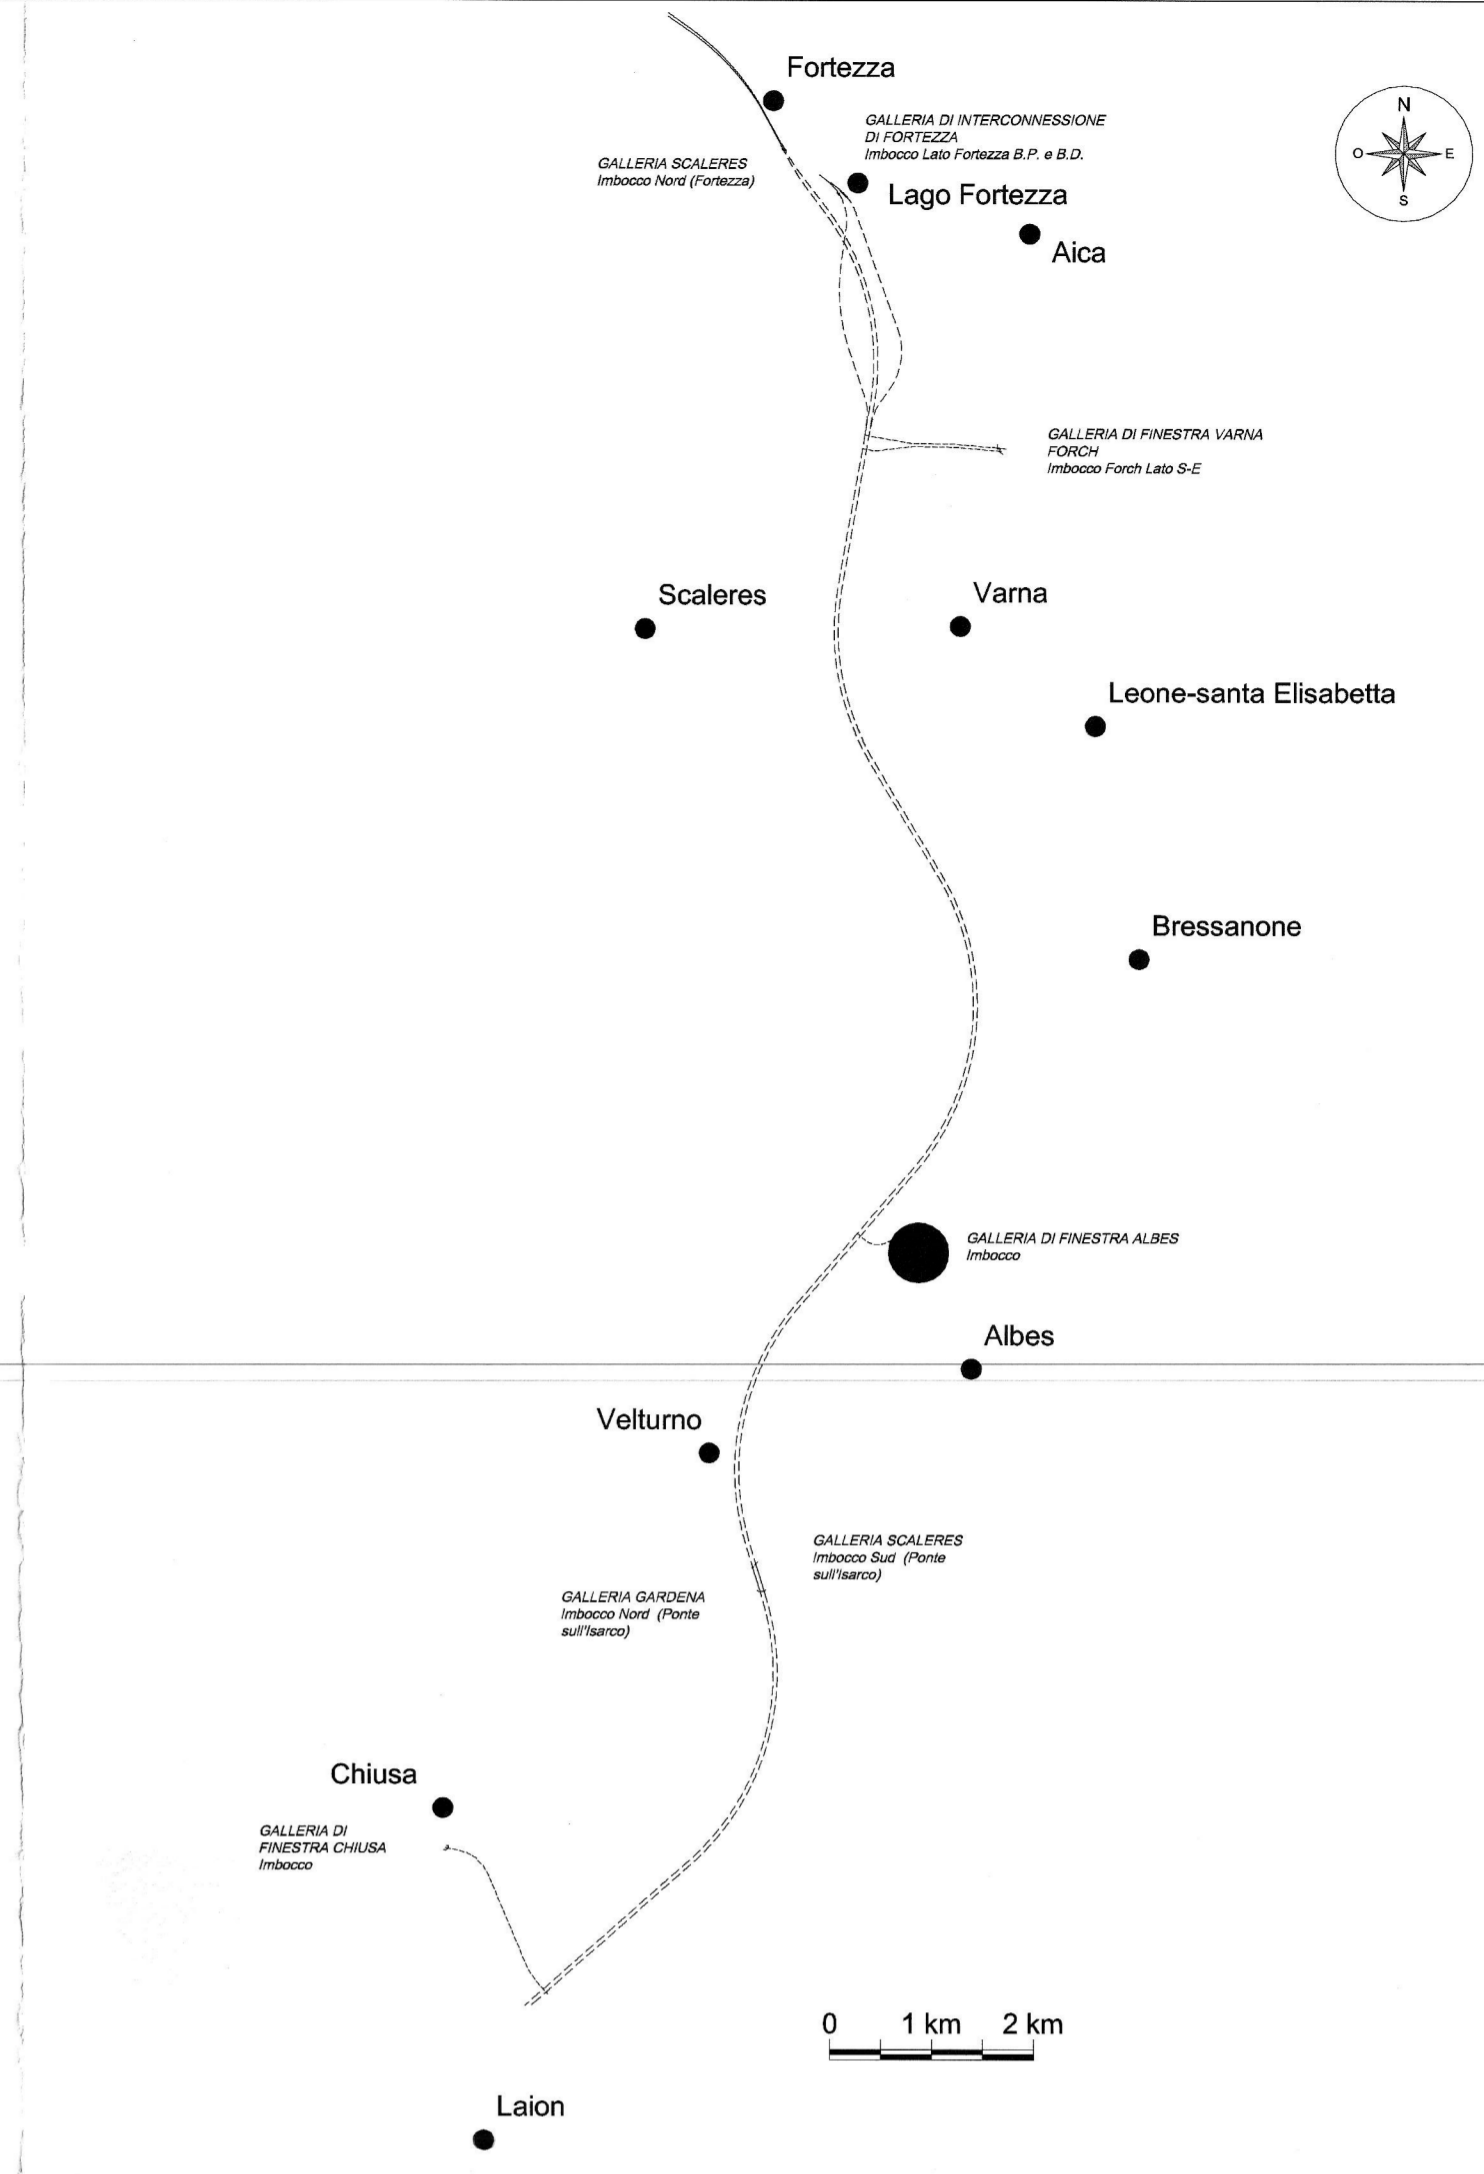 Fortezza
GALLERIA DI INTERCONNESSIONE
DI FORTEZZA
Imbocco Lato Fortezza B.P. e B.D.
N
O
E
S
GALLERIA SCALERES
Imbocco Nord (Fortezza)
Lago Fortezza
Aica
GALLERIA DI FINESTRA VARNA
FORCH
Imbocco Forch Lato S-E
Scaleres
Varna
Leone-santa Elisabetta
Bressanone
GALLERIA DI FINESTRA ALBES
Imbocco
Albes
Velturno
GALLERIA SCALERES
Imbocco Sud (Ponte
sull'Isarco)
GALLERIA GARDENA
Imbocco Nord (Ponte
sull'Isarco)
Chiusa
GALLERIA DI
FINESTRA CHIUSA
Imbocco
0 1 km 2 km
Laion